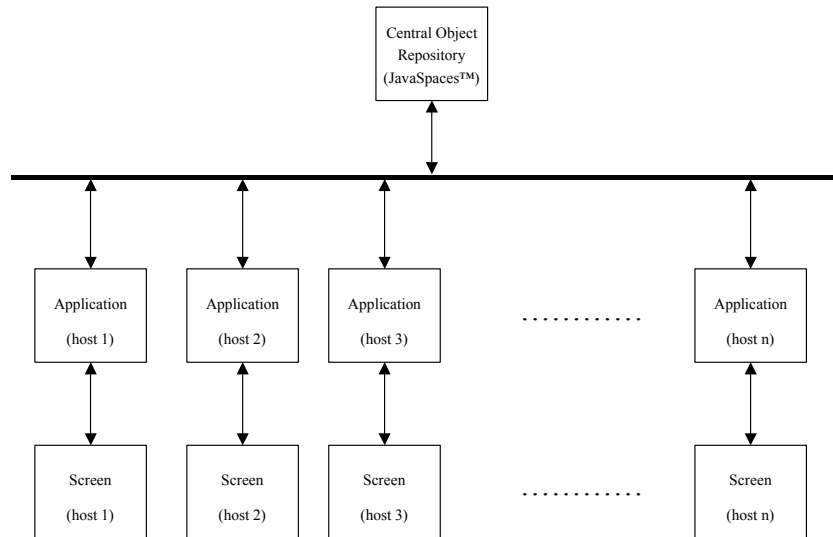 Central Object
Repository
(JavaSpaces™)
Application
(host 1)
Application
(host 2)
Application
(host 3)
Application
(host n)
............
Screen
(host 1)
Screen
(host 2)
Screen
(host 3)
Screen
(host n)
............